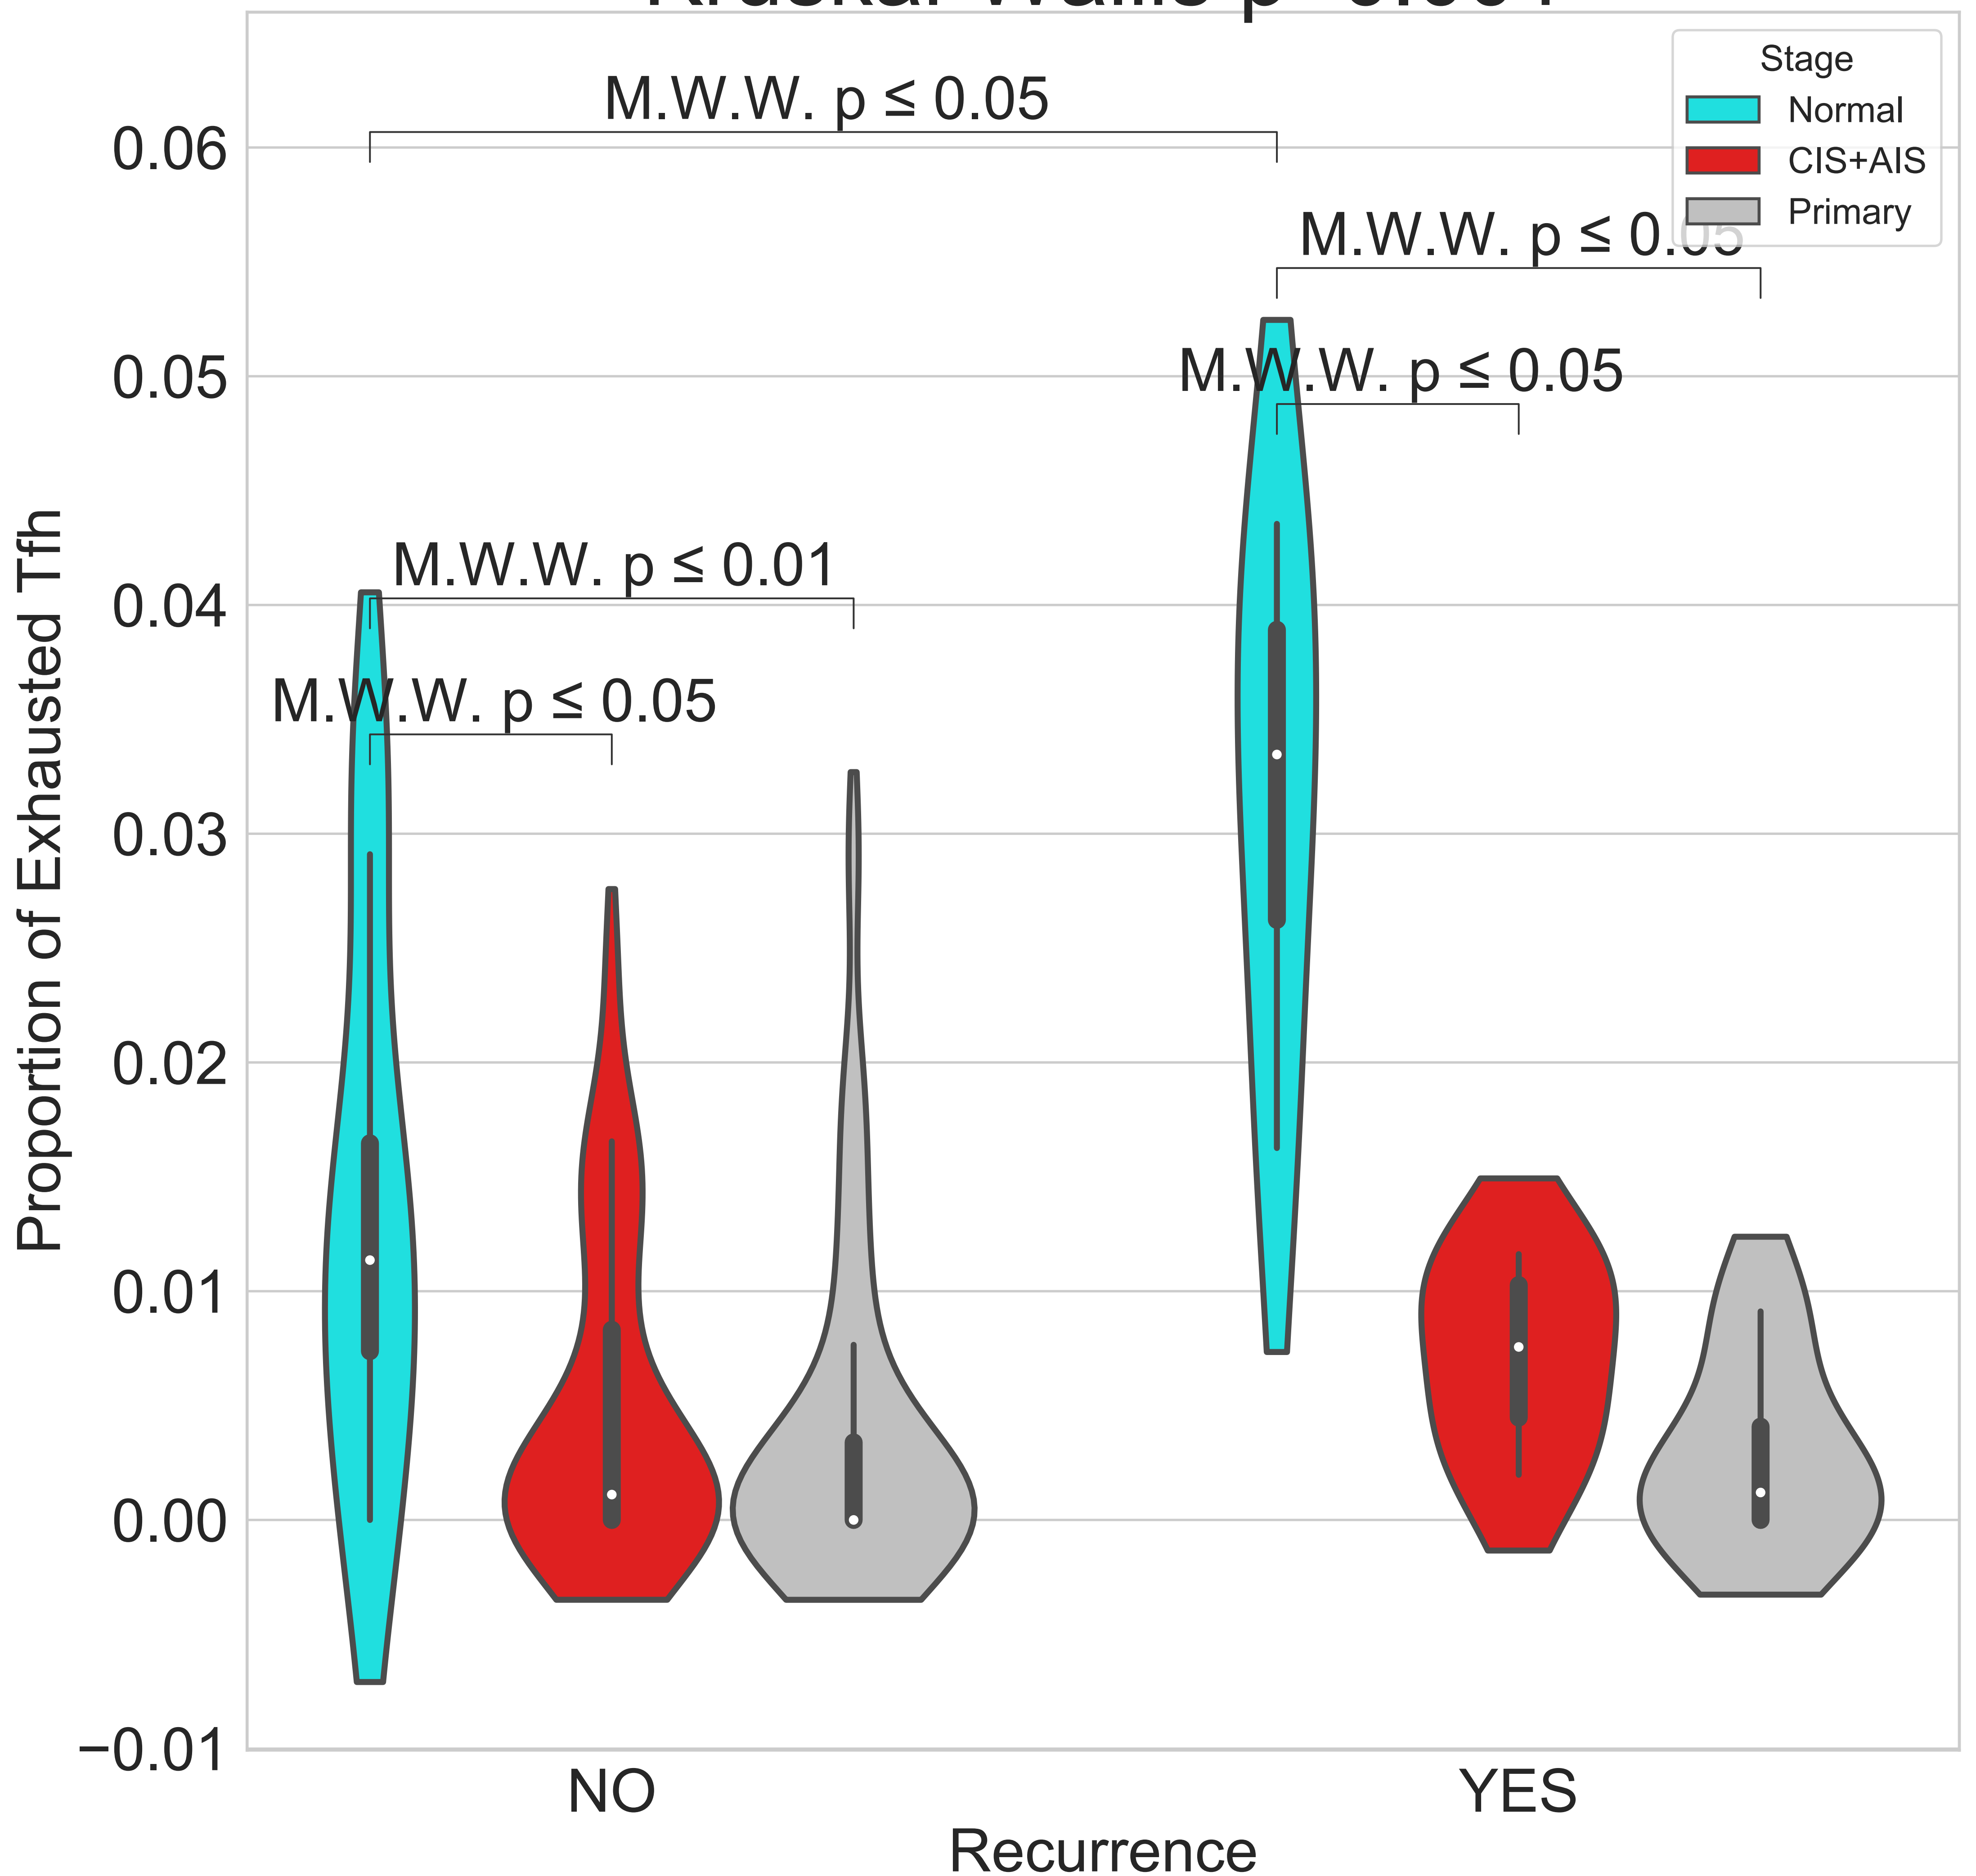 M.W.W. p ≤ 0.05
Stage
Normal
CIS+AIS
Primary
M.W.W. p ≤ 0.05
M.W.W. p ≤ 0.05
M.W.W. p ≤ 0.01
M.W.W. p ≤ 0.05
Proportion of Exhausted Tfh
0.06
0.05
0.04
0.03
0.02
0.01
0.00
−0.01
NO
YES
Recurrence